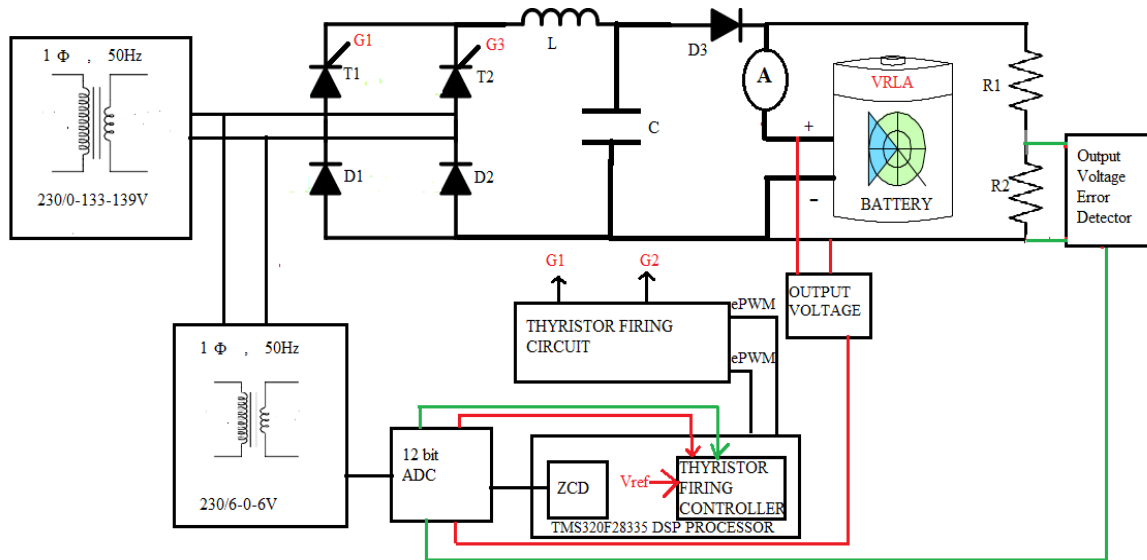 1 Φ , 50Hz
230/0-133-139V
G1
T1
G3
T2
L
D3
A
VRLA
BATTERY
+
-
R1
R2
C
D1
D2
Output
Voltage
Error
Detector
G1
G2
THYRISTOR FIRING
CIRCUIT
ePWM
ePWM
OUTPUT
VOLTAGE
1 Φ , 50Hz
230/6-0-6V
12 bit
ADC
ZCD
Vref
THYRISTOR
FIRING
CONTROLLER
TMS320F28335 DSP PROCESSOR